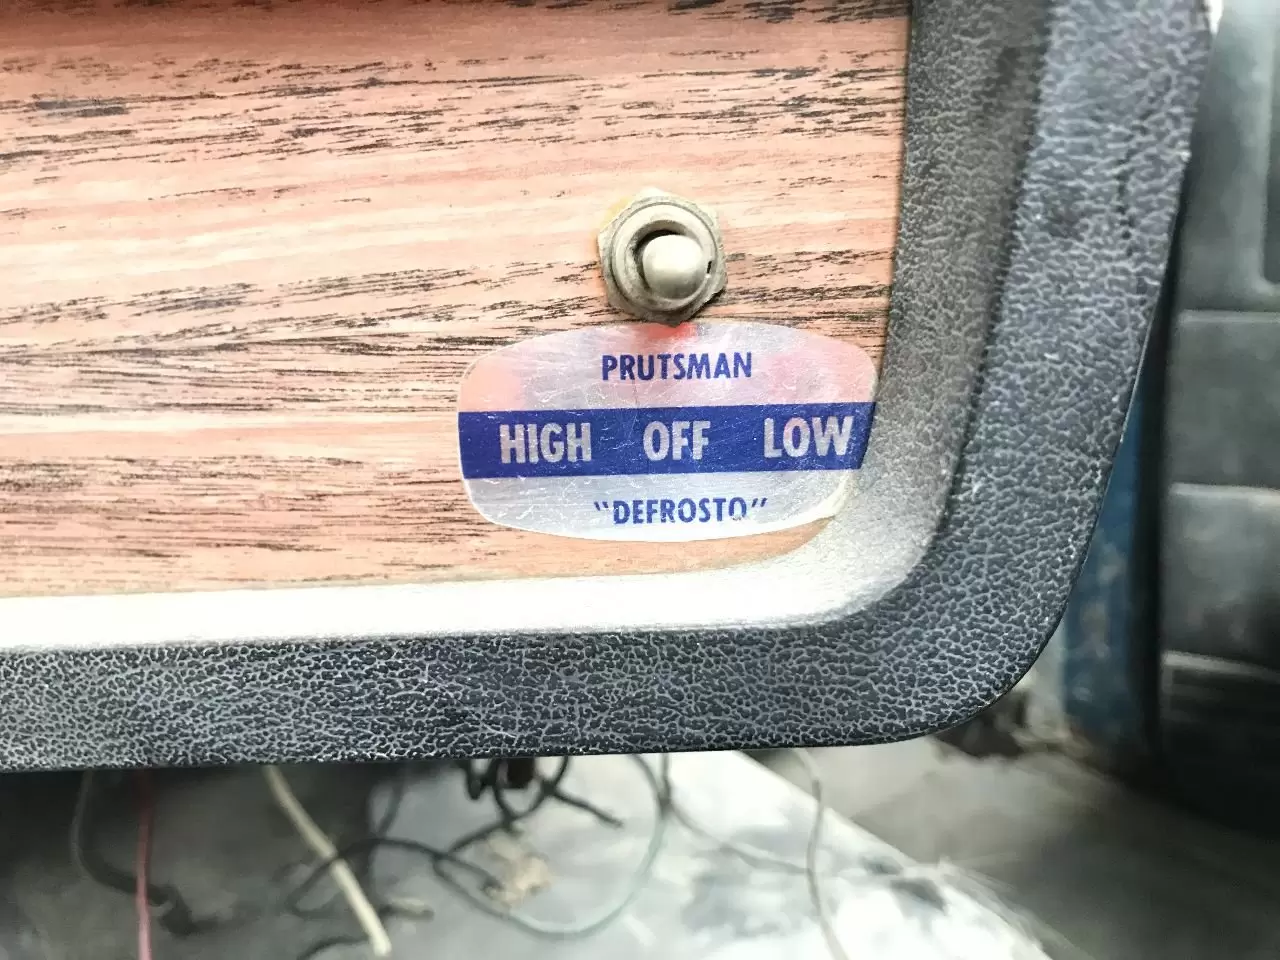 PRUTSMAN
HIGH OFF LOW
"DEFROSTO"